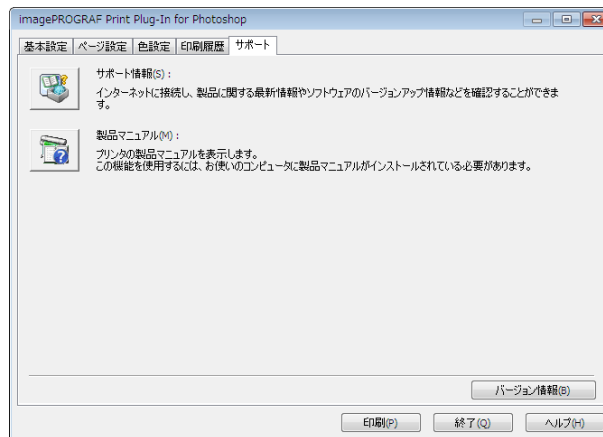 imagePROGRAF Print Plug-In for Photoshop
基本設定 ページ設定 色設定 印刷履歴 サポート
サポート情報(S)：
インターネットに接続し、製品に関する最新情報やソフトウェアのバージョンアップ情報などを確認することができま
す。
製品マニュアル(M)：
プリンタの製品マニュアルを表示します。
この機能を使用するには、お使いのコンピュータに製品マニュアルがインストールされている必要があります。
バージョン情報(B)
印刷(P) 終了(Q) ヘルプ(H)